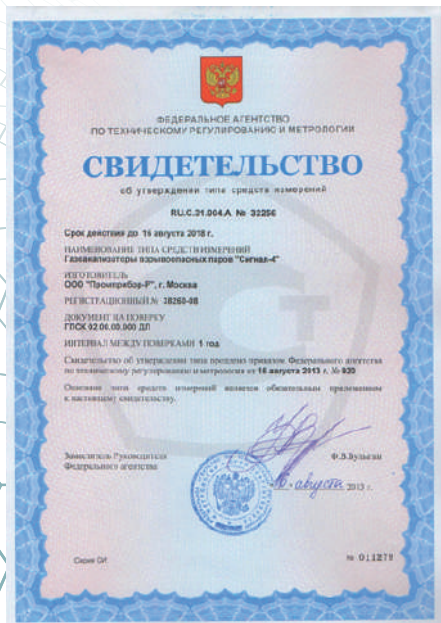 ФЕДЕРАЛЬНОЕ АГЕНТСТВО
ПО ТЕХНИЧЕСКОМУ РЕГУЛИРОВАНИЮ И МЕТРОЛОГИИ
СВИДЕТЕЛЬСТВО
об утверждении типа средств измерений
RU.C.31.004.A № 32256
Срок действия до 16 августа 2018 г.
НАИМЕНОВАНИЕ ТИПА СРЕДСТВ ИЗМЕРЕНИЙ
Газоанализаторы взрывоопасных паров "Сигнал-4"
ИЗГОТОВИТЕЛЬ
ООО "Промприбор-Р", г. Москва
РЕГИСТРАЦИОННЫЙ № 38260-08
ДОКУМЕНТ НА ПОВЕРКУ
ГПСК 02.06.00.000 ДЛ
ИНТЕРВАЛ МЕЖДУ ПОВЕРКАМИ 1 год
Свидетельство об утверждении типа продлено приказом Федерального агентства
по техническому регулированию и метрологии от 16 августа 2013 г. № 933
Описание типа средств измерений является обязательным приложением
к настоящему свидетельству.
Заместитель Руководителя
Федерального агентства
Ф.В.Булыгин
августа 2013 г.
Серия СИ
№ 011279